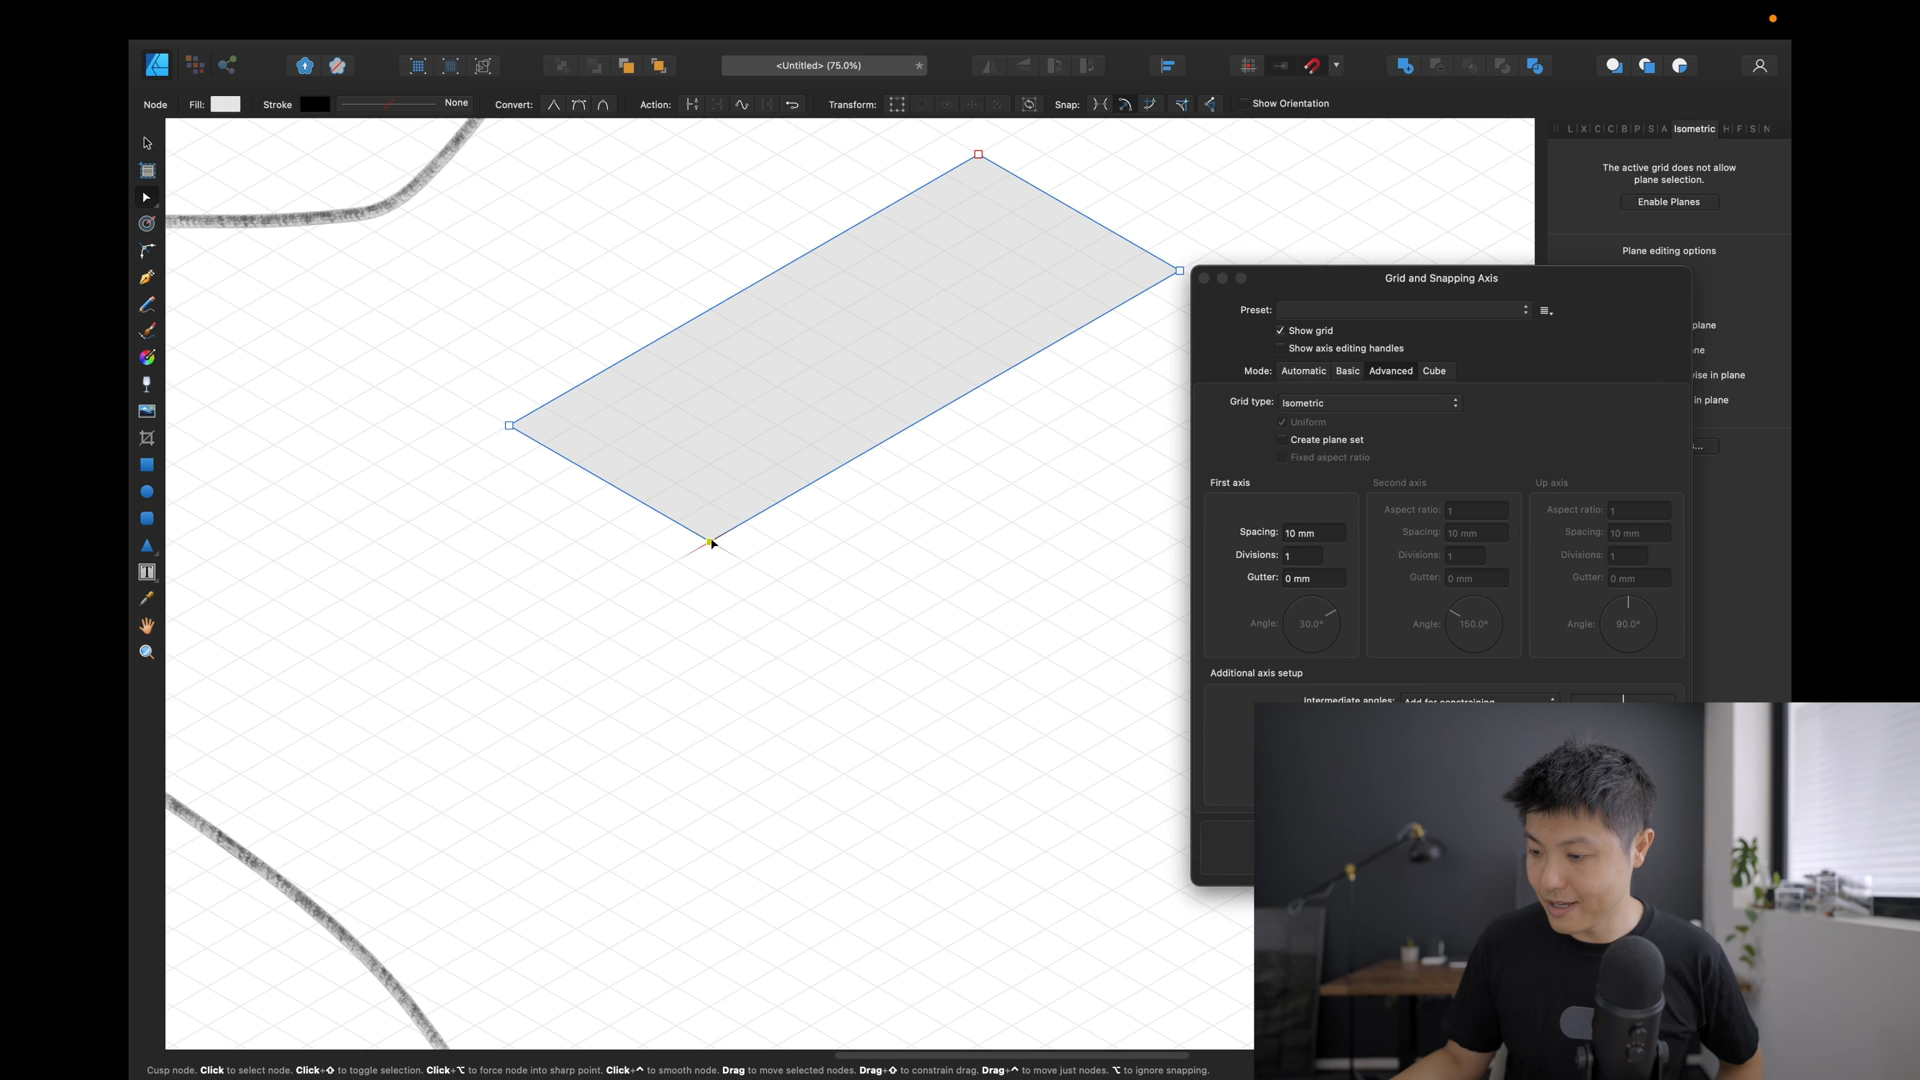 <Untitled> (75.0%)
Node Fill: Stroke None Convert: Action: Transform: Snap: Show Orientation
L X C C B P S A Isometric H F S N
The active grid does not allow
plane selection.
Enable Planes
Plane editing options
Grid and Snapping Axis
Preset:
Show grid
plane
Show axis editing handles
ne
Mode: Automatic Basic Advanced Cube
vise in plane
Grid type: Isometric
in plane
Uniform
Create plane set
...
Fixed aspect ratio
First axis Second axis Up axis
Aspect ratio: 1 Aspect ratio: 1
Spacing: 10 mm Spacing: 10 mm Spacing: 10 mm
Divisions: 1 Divisions: 1 Divisions: 1
Gutter: 0 mm Gutter: 0 mm Gutter: 0 mm
Angle: 30.0° Angle: 150.0° Angle: 90.0°
Additional axis setup
Intermediate angles: Add for constraining
Cusp node. Click to select node. Click+⇧ to toggle selection. Click+⌥ to force node into sharp point. Click+⌃ to smooth node. Drag to move selected nodes. Drag+⇧ to constrain drag. Drag+⌃ to move just nodes. ⌥ to ignore snapping.